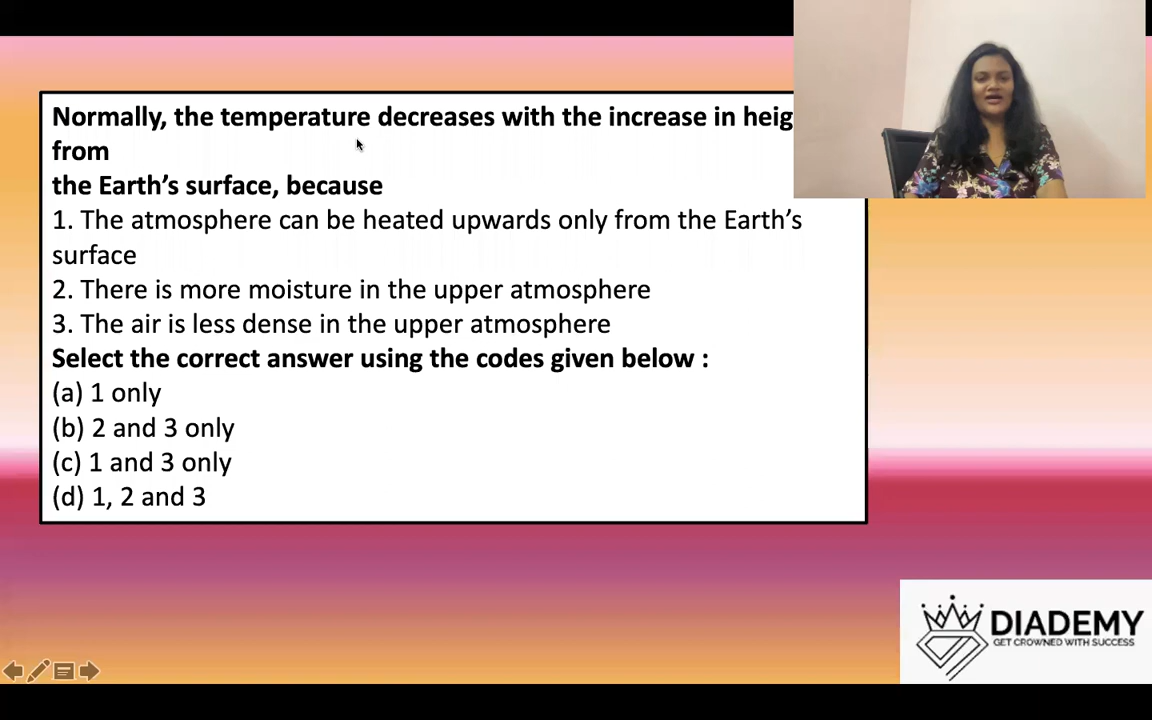 Normally, the temperature decreases with the increase in heig
from
the Earth's surface, because
1. The atmosphere can be heated upwards only from the Earth's
surface
2. There is more moisture in the upper atmosphere
3. The air is less dense in the upper atmosphere
Select the correct answer using the codes given below :
(a) 1 only
(b) 2 and 3 only
(c) 1 and 3 only
(d) 1, 2 and 3
DIADEMY
GET CROWNED WITH SUCCESS